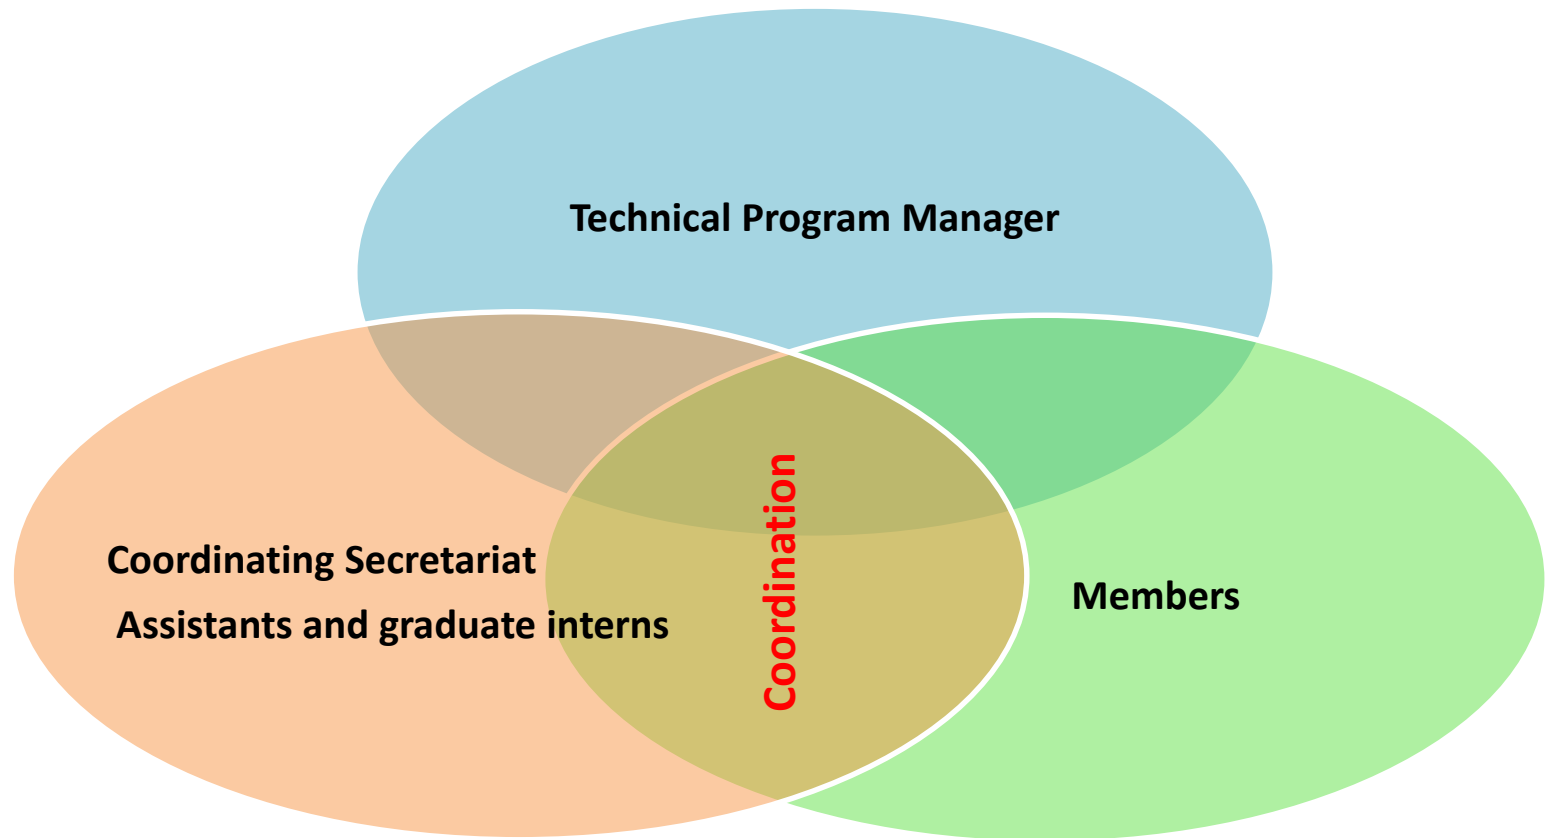 Technical Program Manager
Coordinating Secretariat
Assistants and graduate interns
Coordination
Members